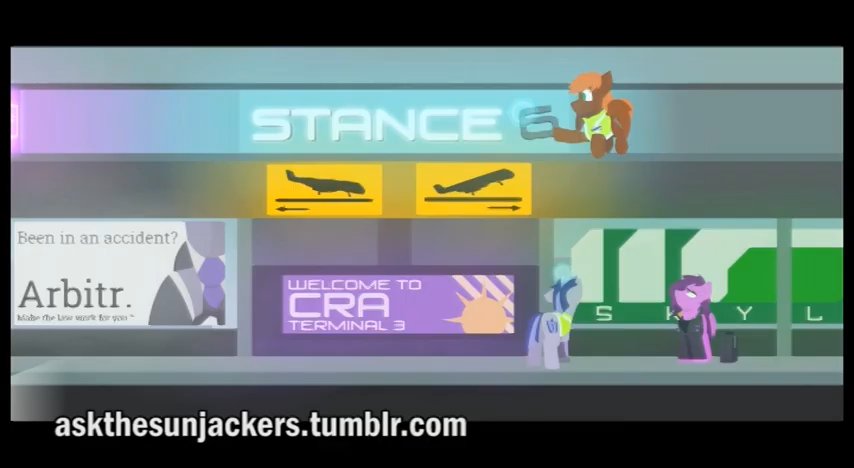 STANCE 6
Been in an accident?
Arbitr.
Make the law work for you™
WELCOME TO
CRA
TERMINAL 3
SKYL
askthesunjackers.tumblr.com